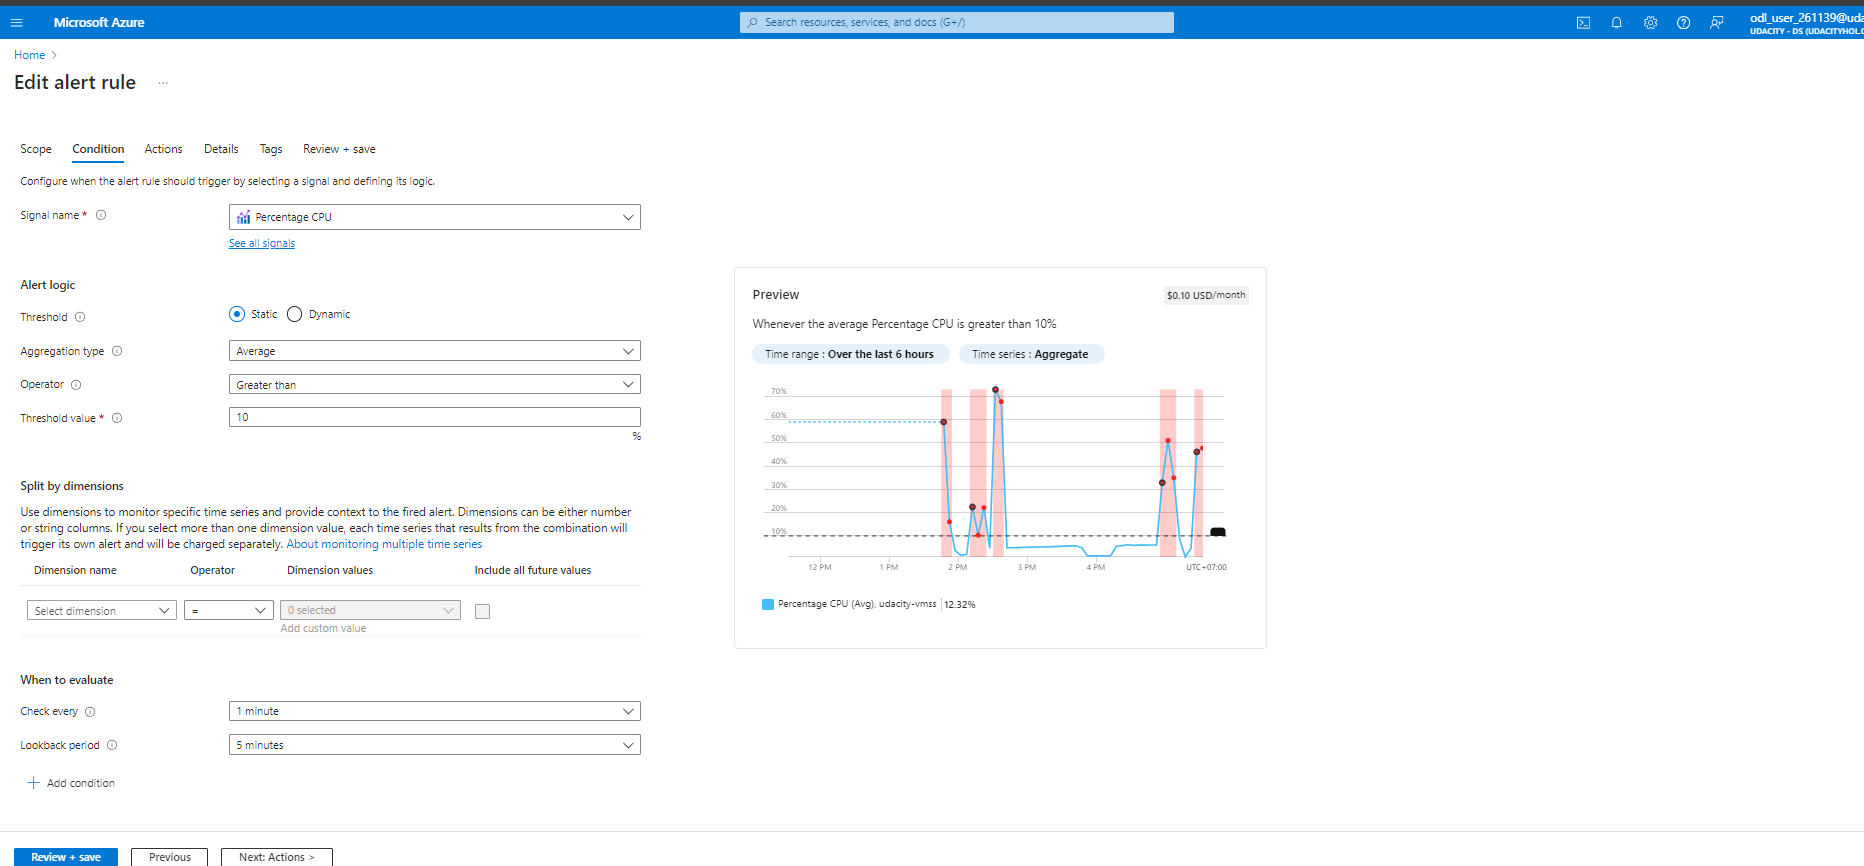 Microsoft Azure
Search resources, services, and docs (G+/)
odl_user_261139@uda
UDACITY - DS (UDACITYHOL.O
Home >
Edit alert rule ...
Scope Condition Actions Details Tags Review + save
Configure when the alert rule should trigger by selecting a signal and defining its logic.
Signal name *
Percentage CPU
See all signals
Alert logic
Threshold
Static Dynamic
Aggregation type
Average
Operator
Greater than
Threshold value *
10
%
Split by dimensions
Use dimensions to monitor specific time series and provide context to the fired alert. Dimensions can be either number
or string columns. If you select more than one dimension value, each time series that results from the combination will
trigger its own alert and will be charged separately. About monitoring multiple time series
Dimension name Operator Dimension values Include all future values
Select dimension = 0 selected
Add custom value
When to evaluate
Check every
1 minute
Lookback period
5 minutes
+ Add condition
Review + save Previous Next: Actions >
Preview
$0.10 USD/month
Whenever the average Percentage CPU is greater than 10%
Time range : Over the last 6 hours Time series : Aggregate
70%
60%
50%
40%
30%
20%
10%
12 PM 1 PM 2 PM 3 PM 4 PM UTC+07:00
Percentage CPU (Avg), udacity-vmss 12.32%